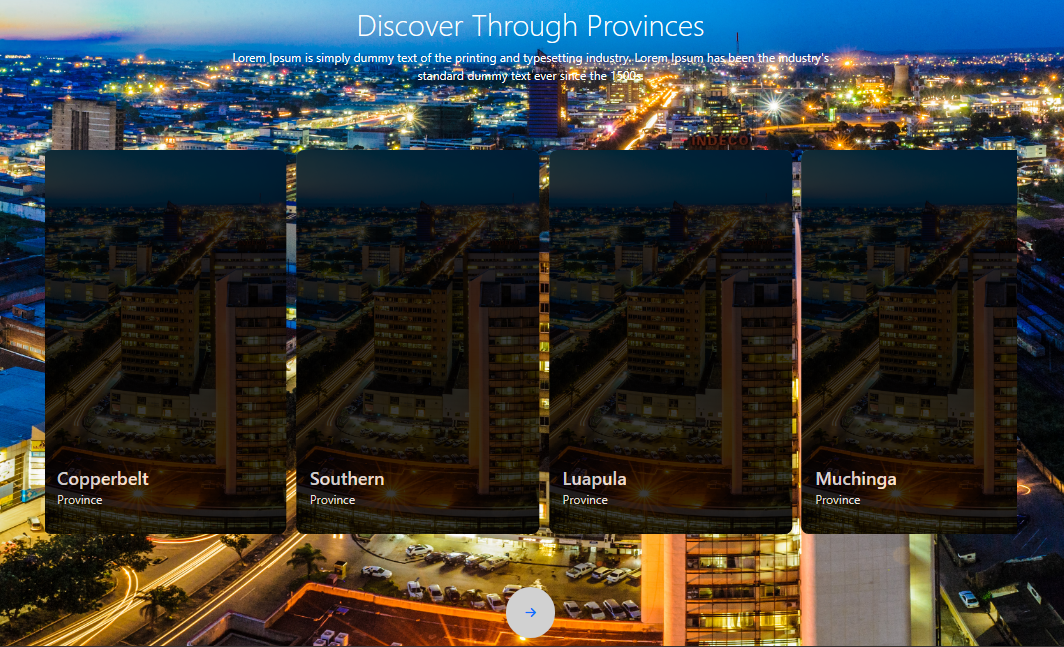 Discover Through Provinces
Lorem Ipsum is simply dummy text of the printing and typesetting industry. Lorem Ipsum has been the industry's
standard dummy text ever since the 1500s.
INDECO
Copperbelt
Province
Southern
Province
Luapula
Province
Muchinga
Province